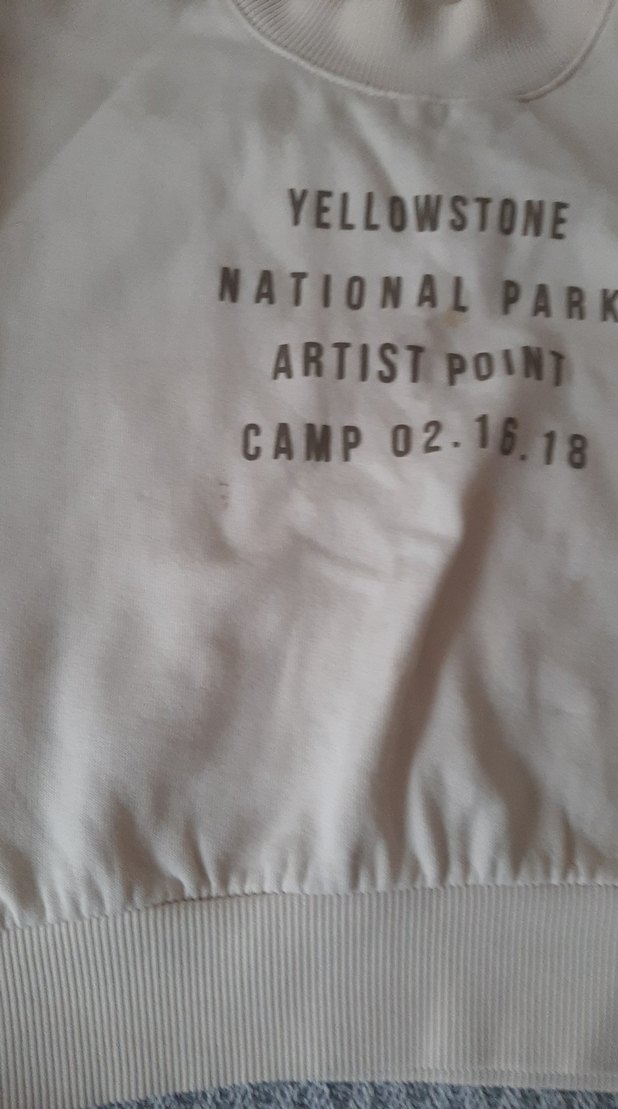 YELLOWSTONE
NATIONAL PARK
ARTIST POINT
CAMP 02.16.18